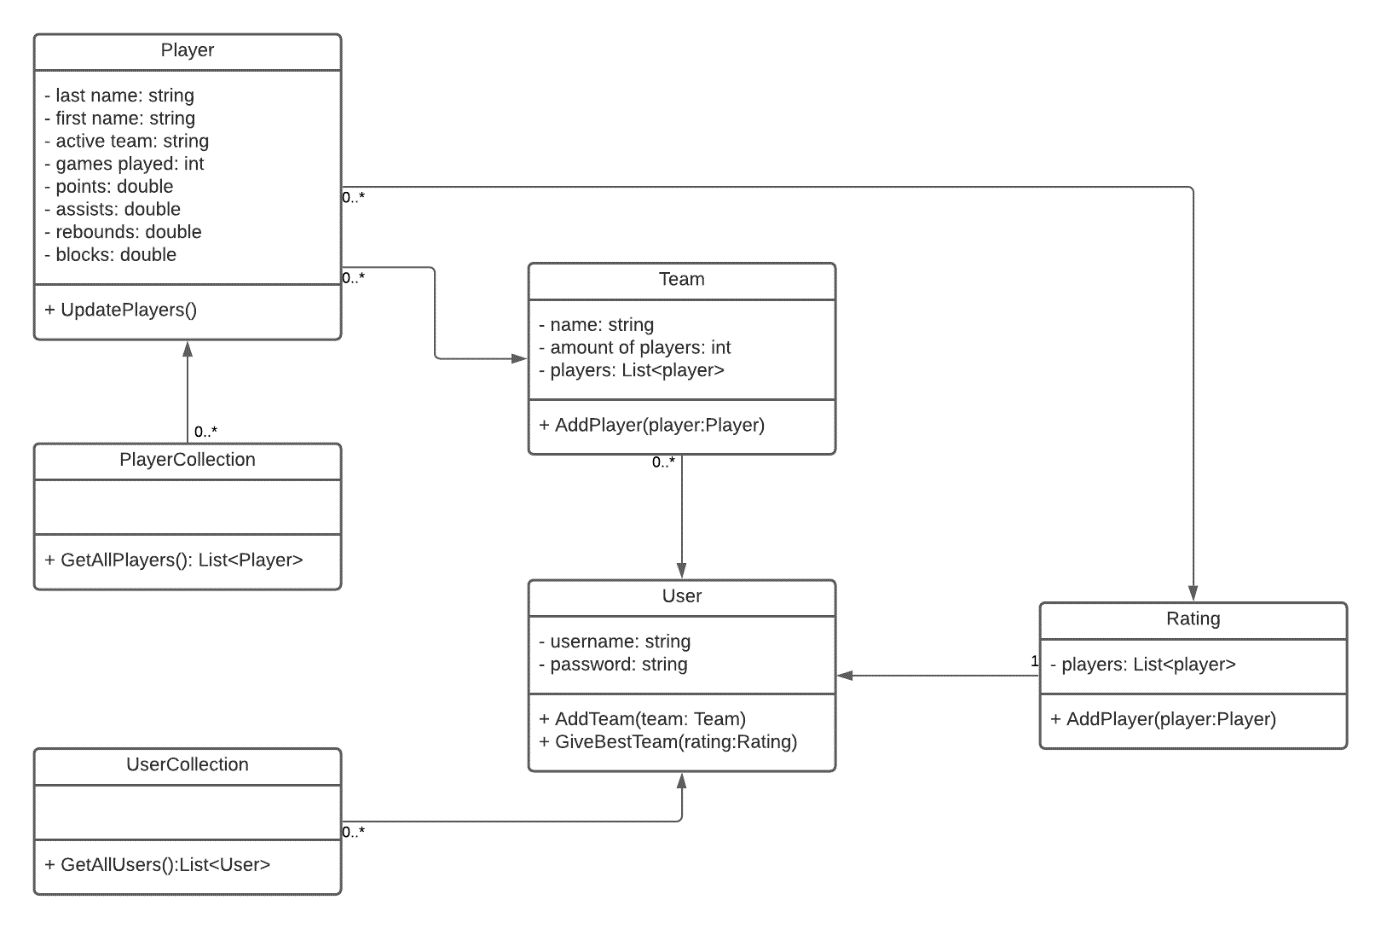 Player
- last name: string
- first name: string
- active team: string
- games played: int
- points: double
- assists: double
- rebounds: double
- blocks: double
+ UpdatePlayers()
0..*
0..*
0..*
PlayerCollection
+ GetAllPlayers(): List<Player>
Team
- name: string
- amount of players: int
- players: List<player>
+ AddPlayer(player:Player)
0..*
User
- username: string
- password: string
+ AddTeam(team: Team)
+ GiveBestTeam(rating:Rating)
1
Rating
- players: List<player>
+ AddPlayer(player:Player)
UserCollection
+ GetAllUsers():List<User>
0..*